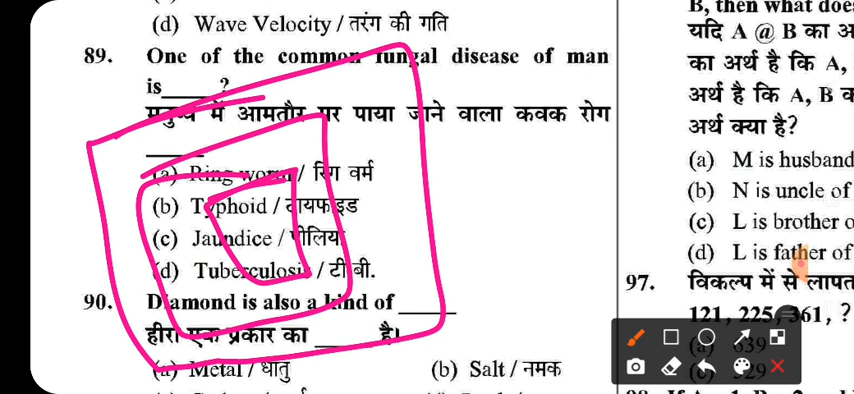 (d) Wave Velocity / तरंग की गति
89. One of the common fungal disease of man
is_____?
मनुष्य में आमतौर पर पाया जाने वाला कवक रोग
_____
(a) Ring worm / रिंग वर्म
(b) Typhoid / टायफाइड
(c) Jaundice / पीलिया
(d) Tuberculosis / टी.बी.
90. Diamond is also a kind of _____
हीरा एक प्रकार का _____ है।
(a) Metal / धातु (b) Salt / नमक
B, then what does
यदि A @ B का अ
का अर्थ है कि A,
अर्थ है कि A, B क
अर्थ क्या है?
(a) M is husband
(b) N is uncle of
(c) L is brother o
(d) L is father of
97. विकल्प में से लापत
121, 225, 361, ?
(a) 639
(c) 529